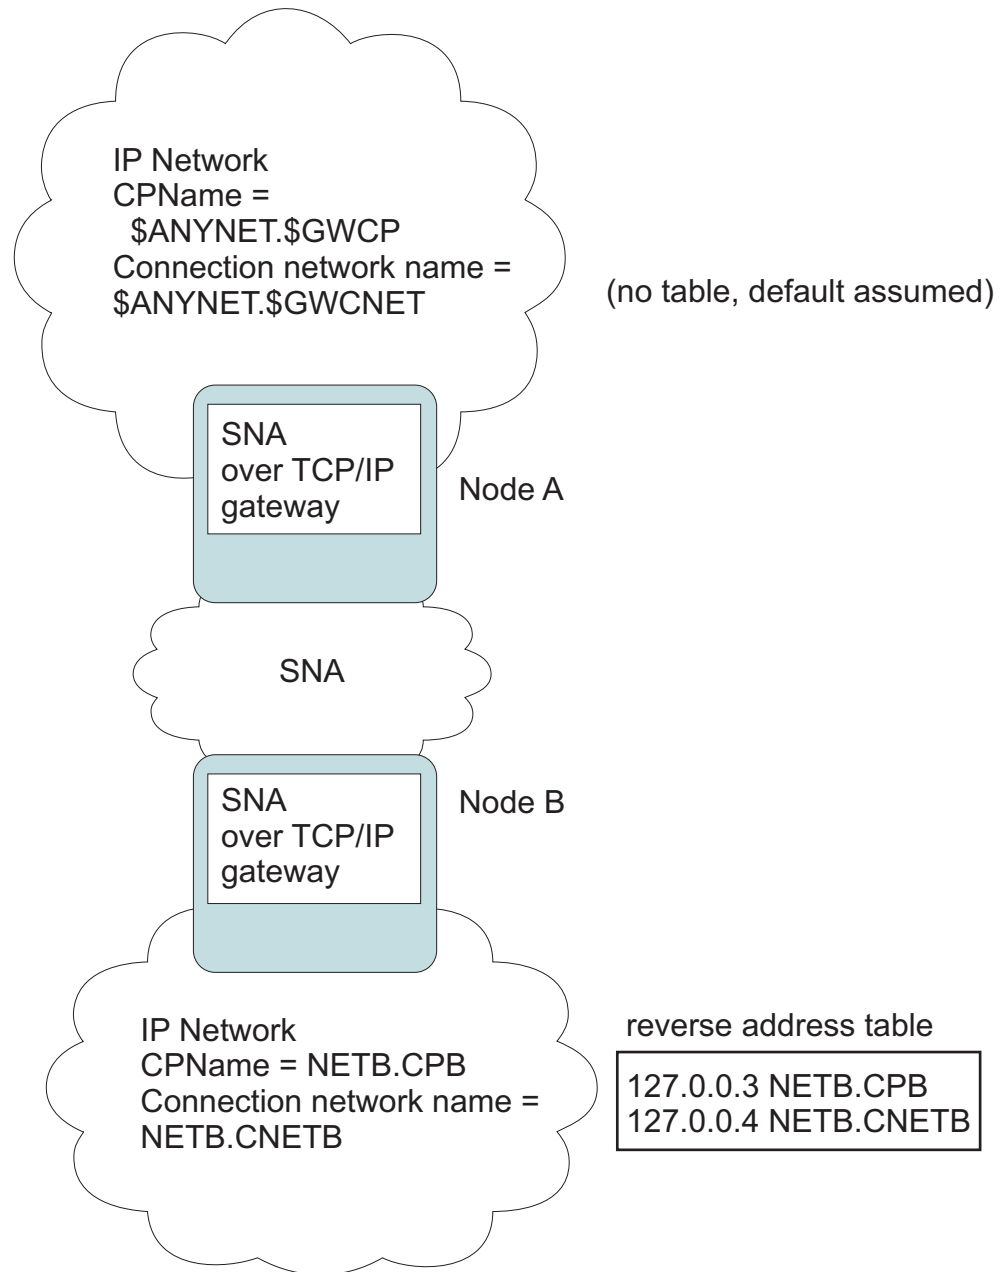 IP Network
CPName =
$ANYNET.$GWCP
Connection network name =
$ANYNET.$GWCNET
(no table, default assumed)
SNA
over TCP/IP
gateway
Node A
SNA
SNA
over TCP/IP
gateway
Node B
IP Network
CPName = NETB.CPB
Connection network name =
NETB.CNETB
reverse address table
127.0.0.3 NETB.CPB
127.0.0.4 NETB.CNETB